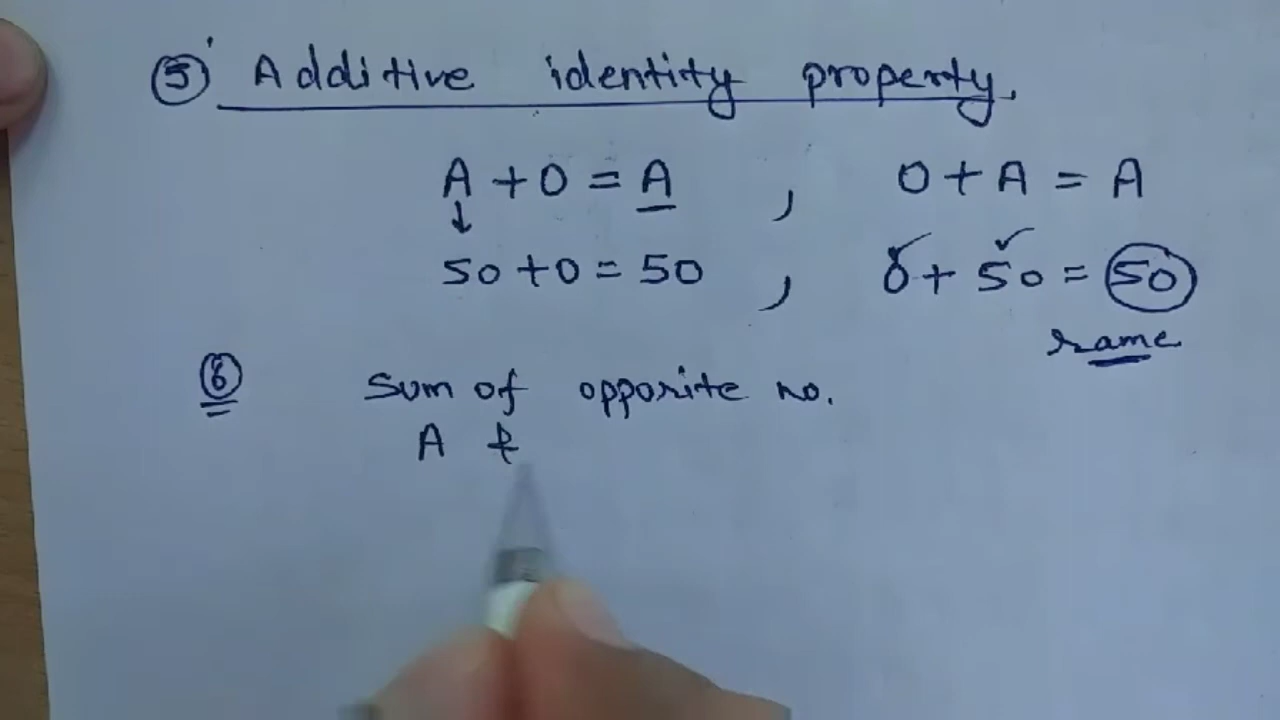 ⑤ Additive identity property.
A + 0 = A , 0 + A = A
50 + 0 = 50 , 0 + 50 = 50
same
⑥ Sum of opposite no.
A &